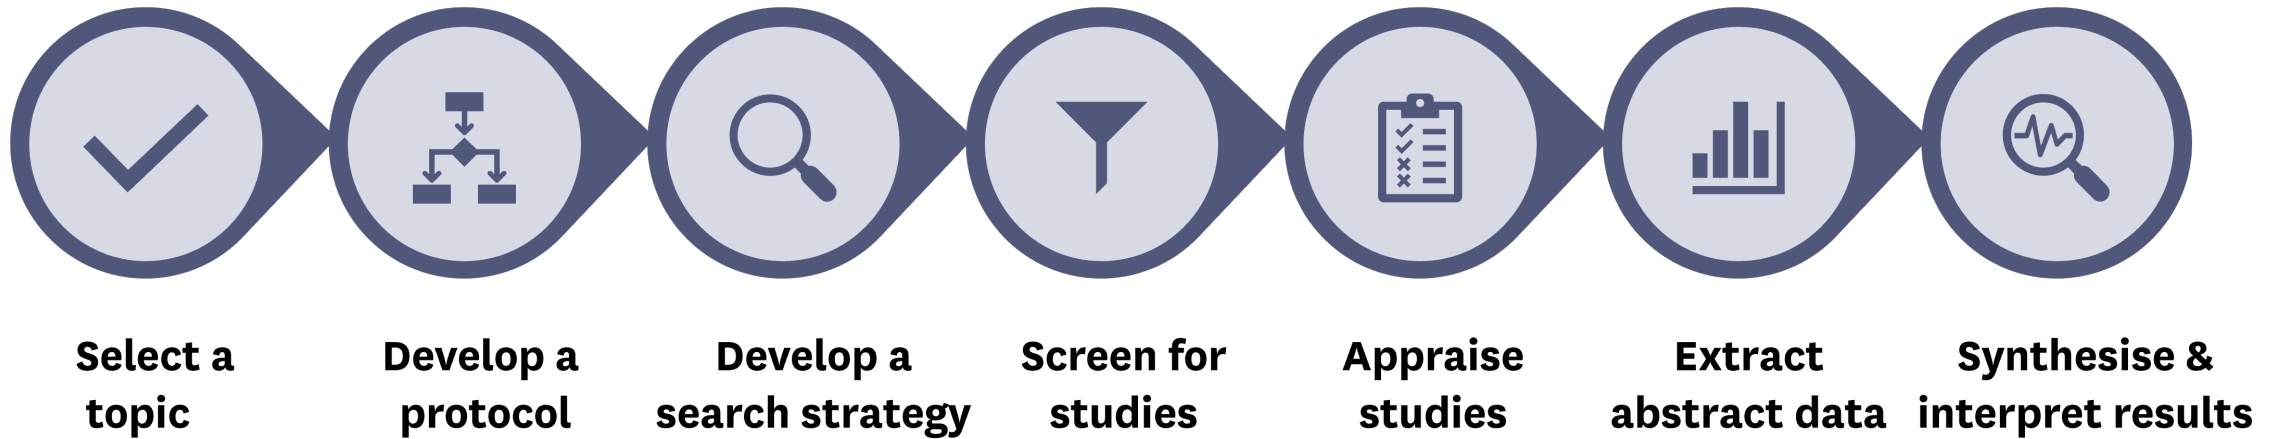 Select a
topic
Develop a
protocol
Develop a
search strategy
Screen for
studies
Appraise
studies
Extract
abstract data
Synthesise &
interpret results